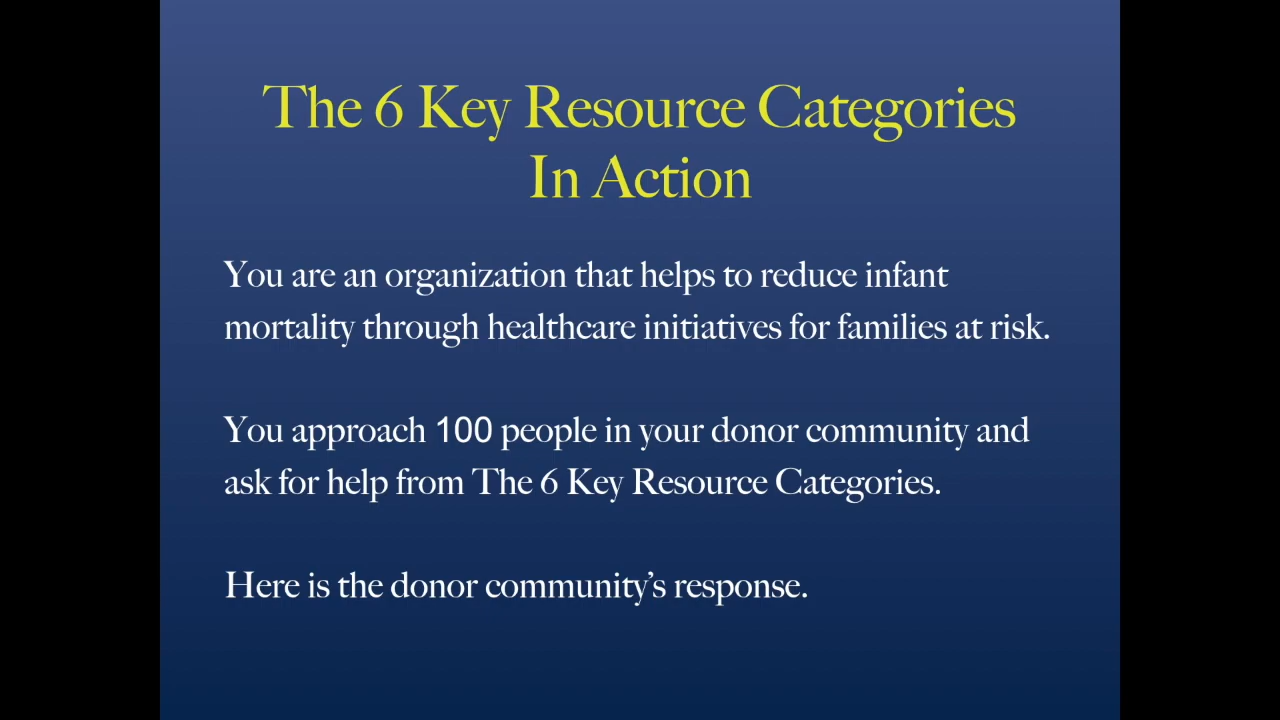 The 6 Key Resource Categories
In Action
You are an organization that helps to reduce infant
mortality through healthcare initiatives for families at risk.
You approach 100 people in your donor community and
ask for help from The 6 Key Resource Categories.
Here is the donor community’s response.